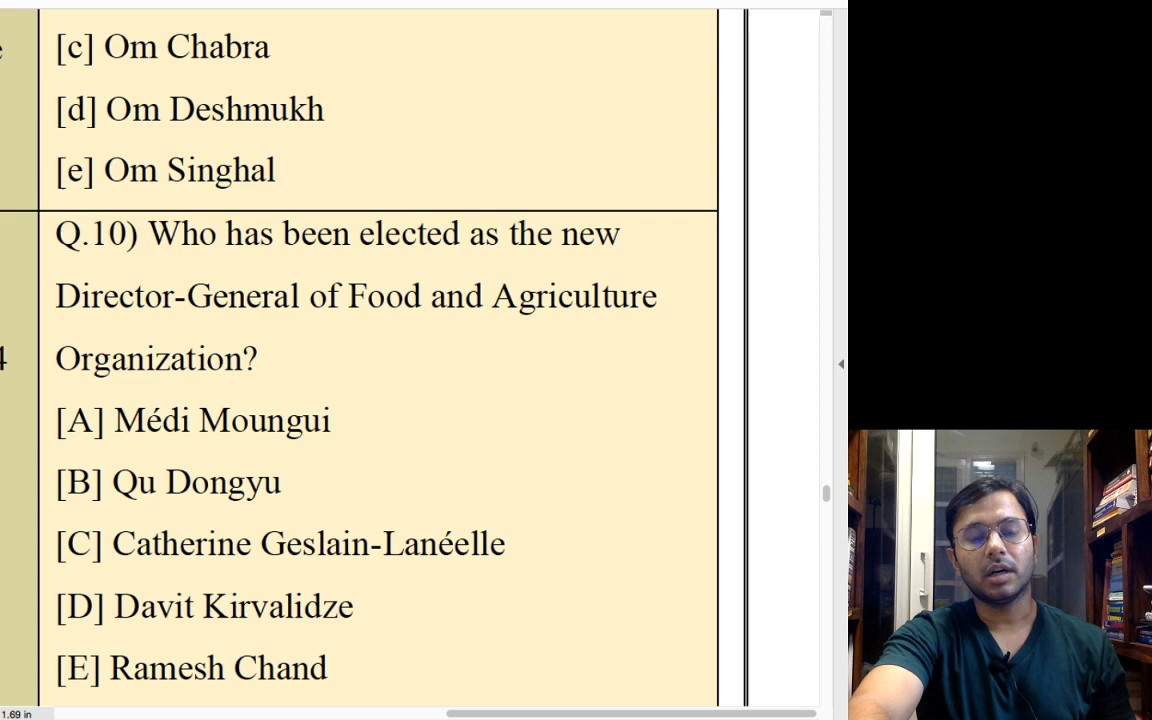 [c] Om Chabra
[d] Om Deshmukh
[e] Om Singhal
Q.10) Who has been elected as the new
Director-General of Food and Agriculture
4
Organization?
[A] Médi Moungui
[B] Qu Dongyu
[C] Catherine Geslain-Lanéelle
[D] Davit Kirvalidze
[E] Ramesh Chand
1.69 in